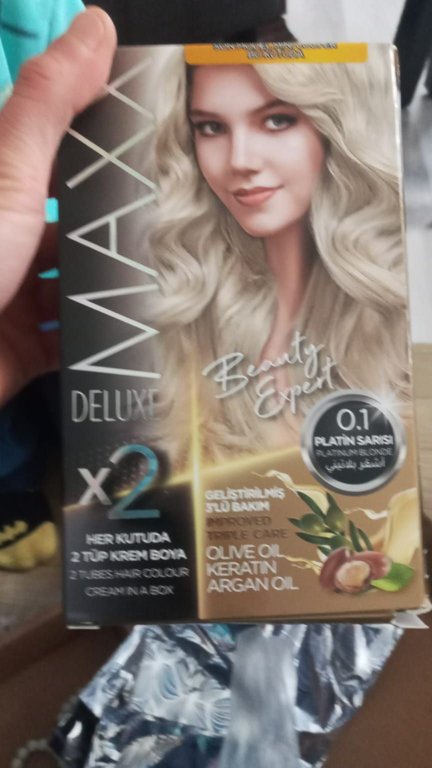 MAXX
DELUXE
Beauty
Expert
0.1
PLATİN SARISI
PLATINUM BLONDE
أشقر بلاتيني
x2
HER KUTUDA
2 TÜP KREM BOYA
2 TUBES HAIR COLOUR
CREAM IN A BOX
GELİŞTİRİLMİŞ
3'LÜ BAKIM
IMPROVED
TRIPLE CARE
OLIVE OIL
KERATIN
ARGAN OIL